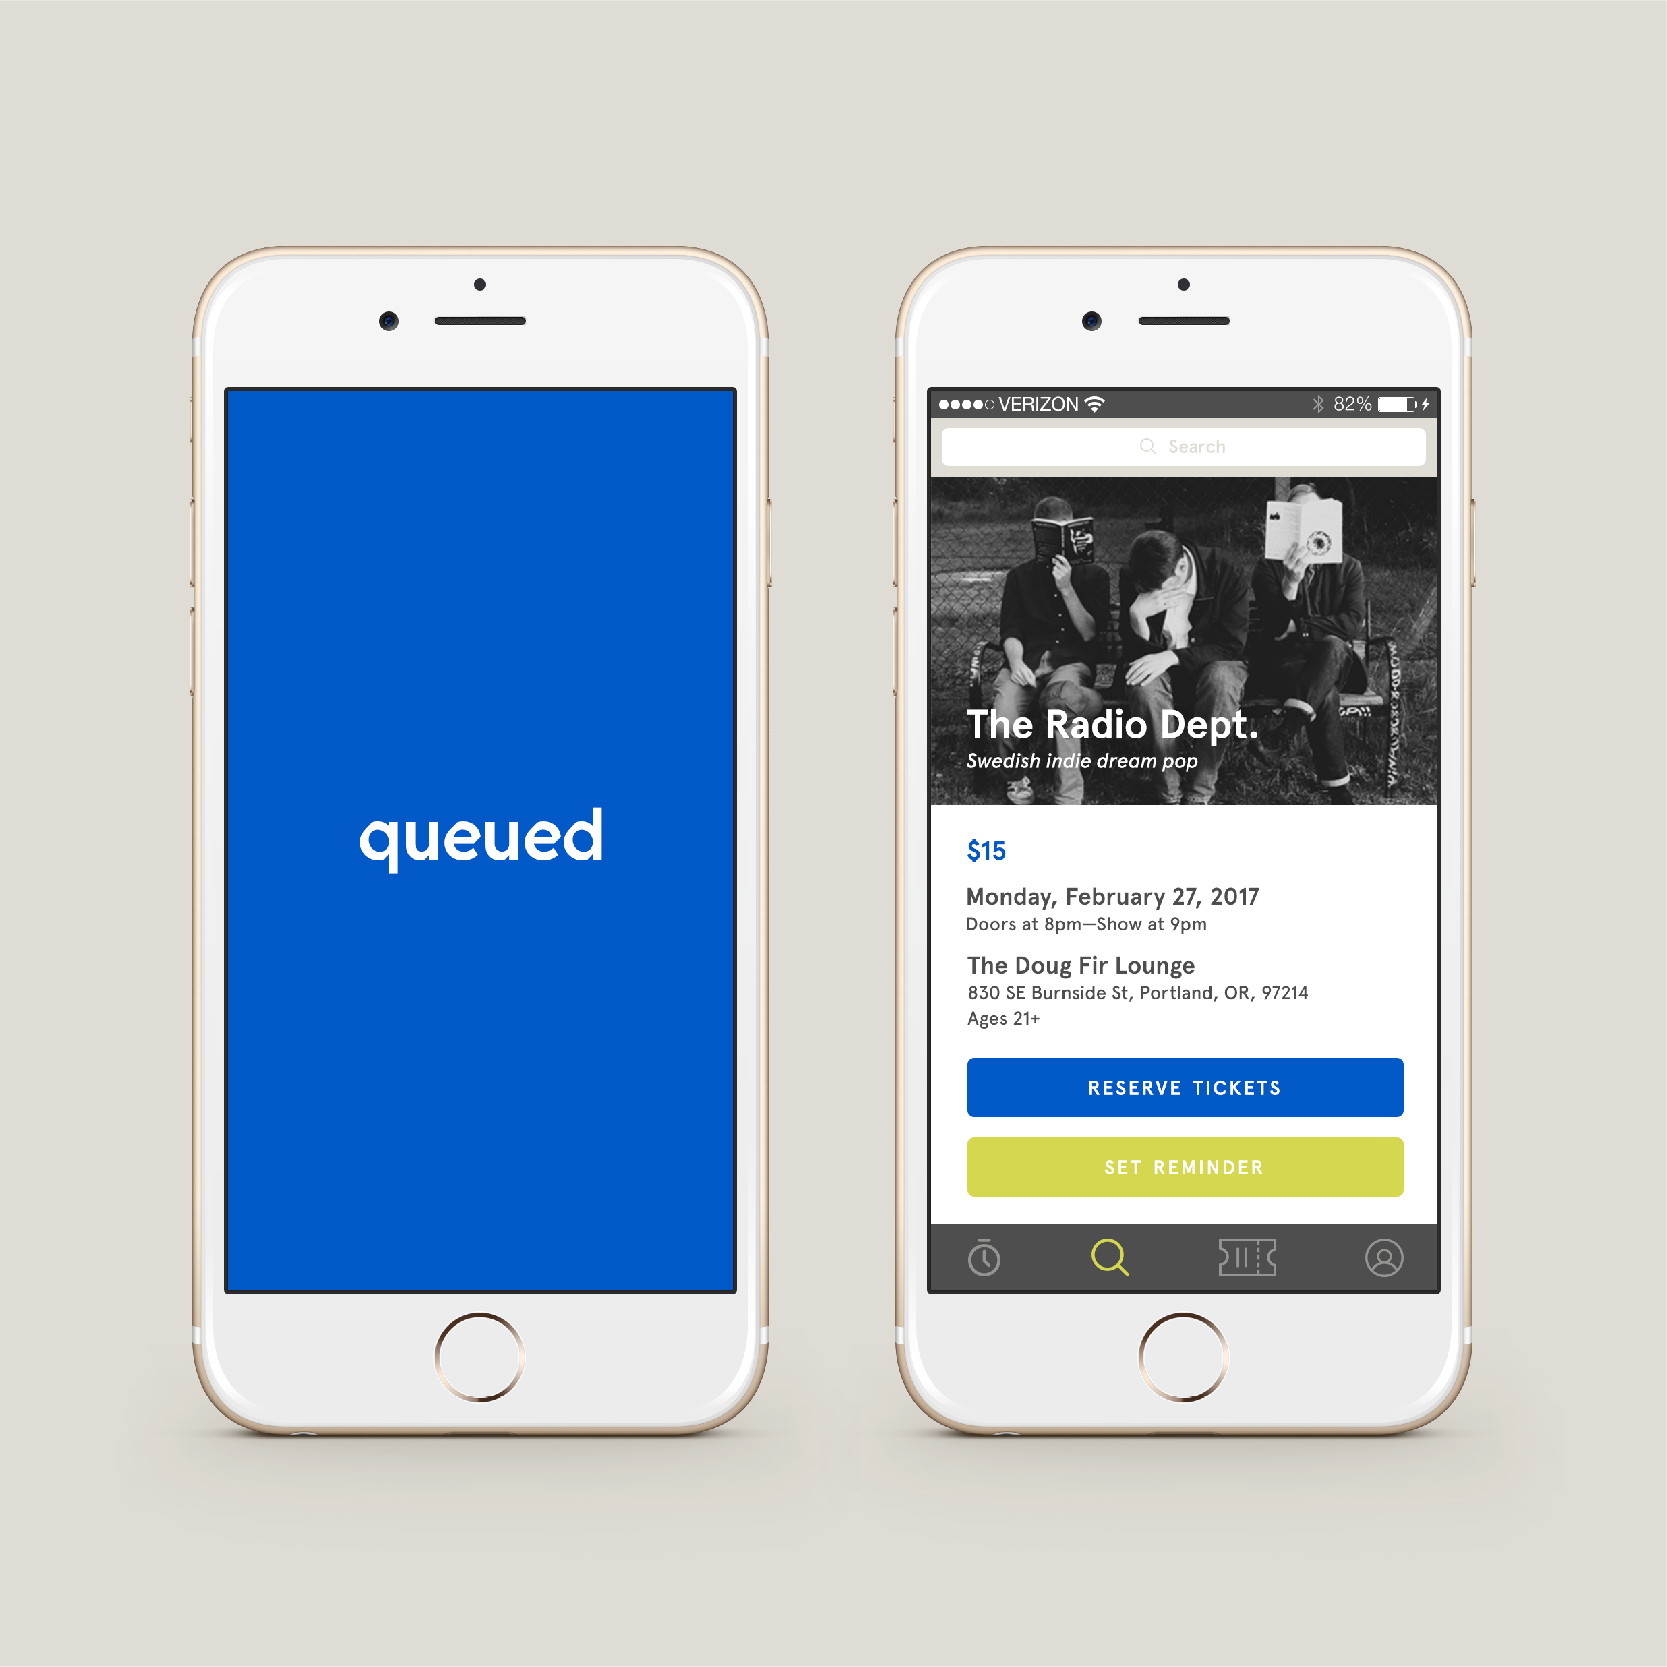 queued
VERIZON 82%
Search
The Radio Dept.
Swedish indie dream pop
$15
Monday, February 27, 2017
Doors at 8pm—Show at 9pm
The Doug Fir Lounge
830 SE Burnside St, Portland, OR, 97214
Ages 21+
RESERVE TICKETS
SET REMINDER